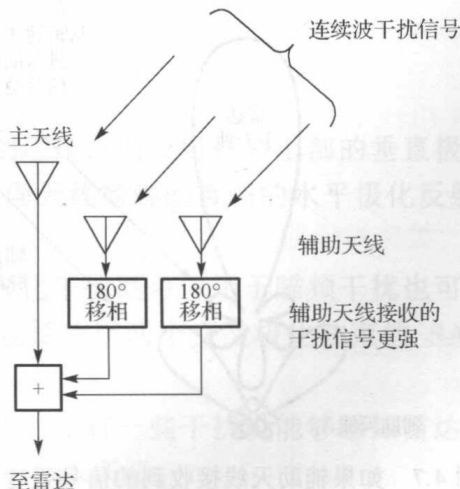 连续波干扰信号
主天线
辅助天线
180°
移相
180°
移相
辅助天线接收的
干扰信号更强
+
至雷达